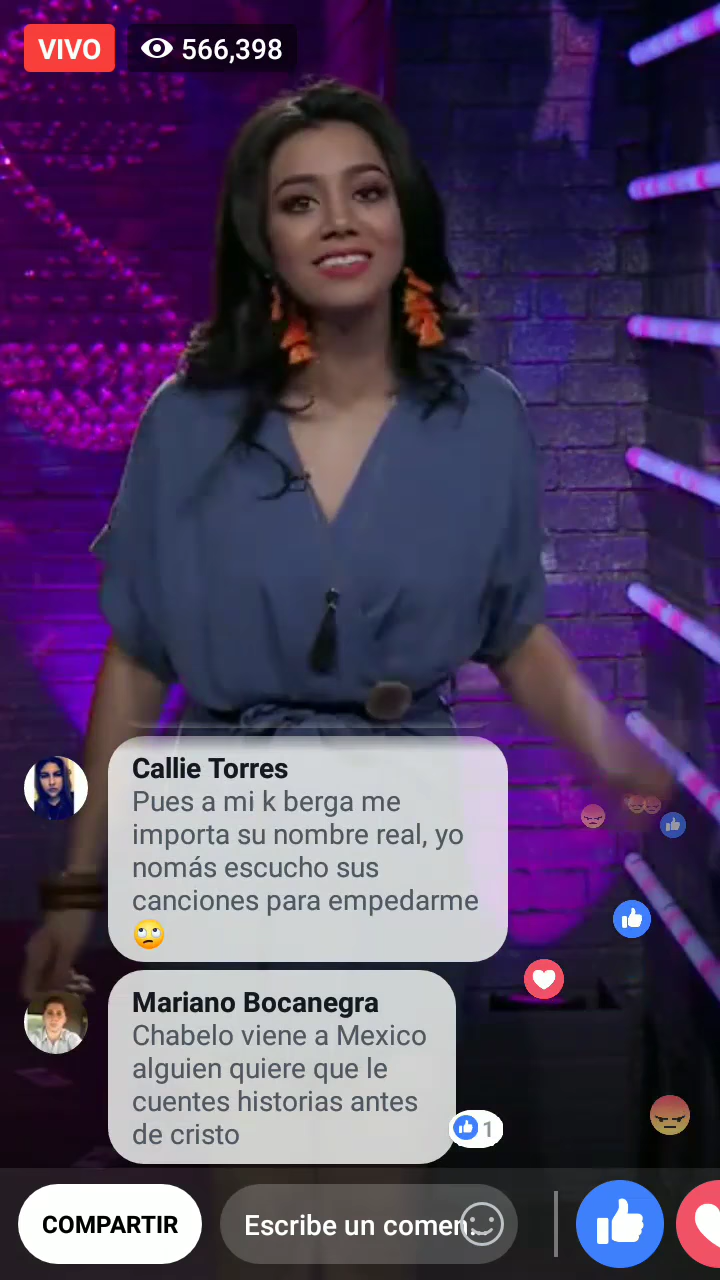 VIVO 566,398
Callie Torres
Pues a mi k berga me
importa su nombre real, yo
nomás escucho sus
canciones para empedarme
🙄
Mariano Bocanegra
Chabelo viene a Mexico
alguien quiere que le
cuentes historias antes
de cristo
1
COMPARTIR
Escribe un comen.